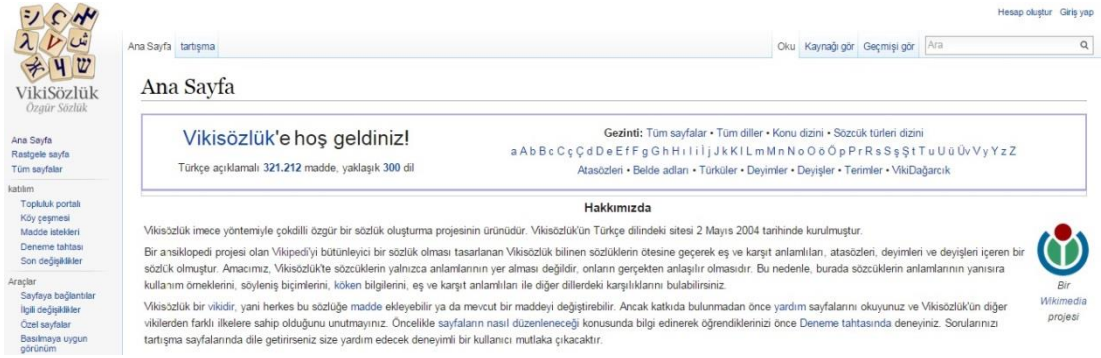 Hesap oluştur Giriş yap
Ana Sayfa tartışma
Oku Kaynağı gör Geçmişi gör Ara
VikiSözlük
Özgür Sözlük
Ana Sayfa
Rastgele sayfa
Tüm sayfalar
katılım
Topluluk portalı
Köy çeşmesi
Madde istekleri
Deneme tahtası
Son değişiklikler
Araçlar
Sayfaya bağlantılar
İlgili değişiklikler
Özel sayfalar
Basılmaya uygun
görünüm
Ana Sayfa
Vikisözlük'e hoş geldiniz!
Türkçe açıklamalı 321.212 madde, yaklaşık 300 dil
Gezinti: Tüm sayfalar • Tüm diller • Konu dizini • Sözcük türleri dizini
a A b B c C ç Ç d D e E f F g G h H ı I i İ j J k K l L m M n N o O ö Ö p P r R s S ş Ş t T u U ü Ü v V y Y z Z
Atasözleri • Belde adları • Türküler • Deyimler • Deyişler • Terimler • VikiDağarcık
Hakkımızda
Vikisözlük imece yöntemiyle çokdilli özgür bir sözlük oluşturma projesinin ürünüdür. Vikisözlük'ün Türkçe dilindeki sitesi 2 Mayıs 2004 tarihinde kurulmuştur.
Bir ansiklopedi projesi olan Vikipedi'yi bütünleyici bir sözlük olması tasarlanan Vikisözlük bilinen sözlüklerin ötesine geçerek eş ve karşıt anlamlıları, atasözleri, deyimleri ve deyişleri içeren bir
sözlük olmuştur. Amacımız, Vikisözlük'te sözcüklerin yalnızca anlamlarının yer alması değildir, onların gerçekten anlaşılır olmasıdır. Bu nedenle, burada sözcüklerin anlamlarının yanısıra
kullanım örneklerini, söyleniş biçimlerini, köken bilgilerini, eş ve karşıt anlamlıları ile diğer dillerdeki karşılıklarını bulabilirsiniz.
Vikisözlük bir vikidir, yani herkes bu sözlüğe madde ekleyebilir ya da mevcut bir maddeyi değiştirebilir. Ancak katkıda bulunmadan önce yardım sayfalarını okuyunuz ve Vikisözlük'ün diğer
vikilerden farklı ilkelere sahip olduğunu unutmayınız. Öncelikle sayfaların nasıl düzenleneceği konusunda bilgi edinerek öğrendiklerinizi önce Deneme tahtasında deneyiniz. Sorularınızı
tartışma sayfalarında dile getirirseniz size yardım edecek deneyimli bir kullanıcı mutlaka çıkacaktır.
Bir
Wikimedia
projesi